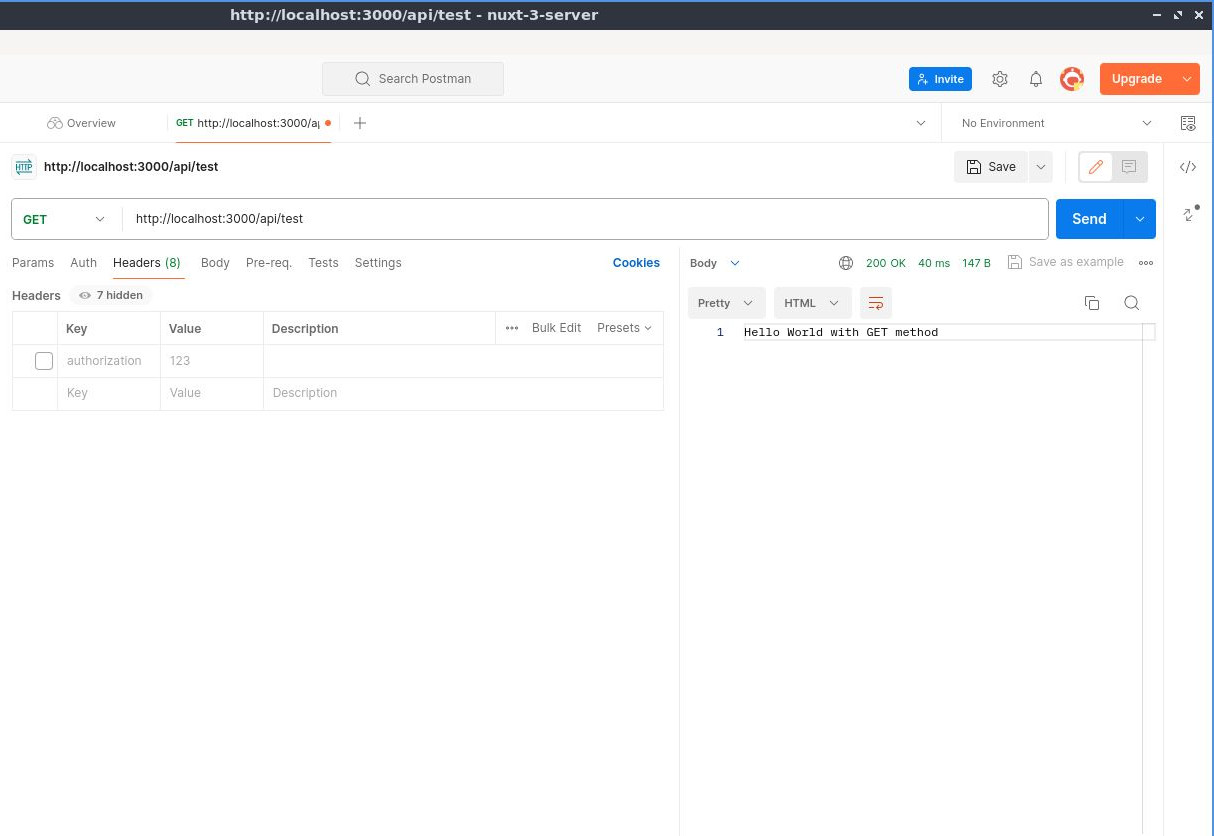 http://localhost:3000/api/test - nuxt-3-server
Search Postman
Invite
Upgrade
Overview
GET http://localhost:3000/a
No Environment
HTTP http://localhost:3000/api/test
Save
GET http://localhost:3000/api/test
Send
Params Auth Headers (8) Body Pre-req. Tests Settings Cookies
Body 200 OK 40 ms 147 B Save as example
Headers 7 hidden
Pretty HTML
Key Value Description Bulk Edit Presets
authorization 123
Key Value Description
1 Hello World with GET method